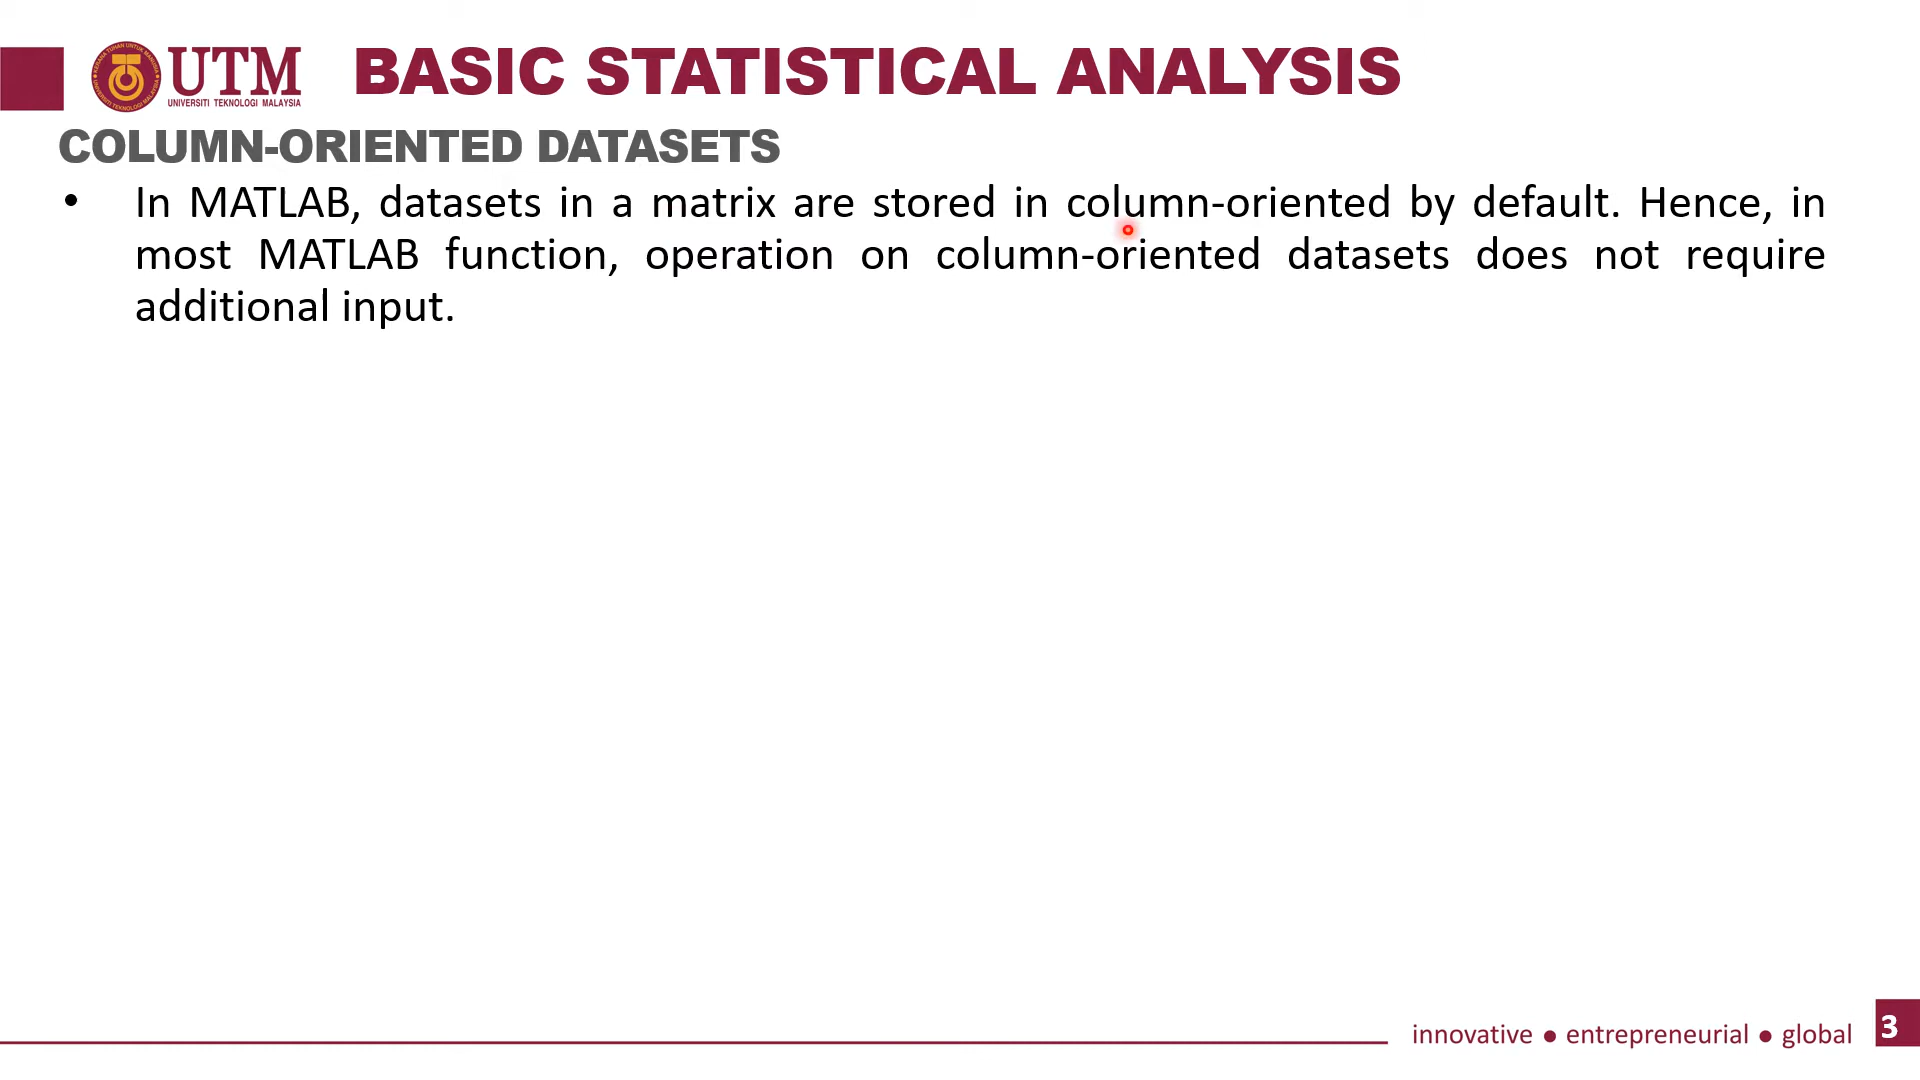 UTM
UNIVERSITI TEKNOLOGI MALAYSIA
BASIC STATISTICAL ANALYSIS
COLUMN-ORIENTED DATASETS
• In MATLAB, datasets in a matrix are stored in column-oriented by default. Hence, in
most MATLAB function, operation on column-oriented datasets does not require
additional input.
innovative ● entrepreneurial ● global
3